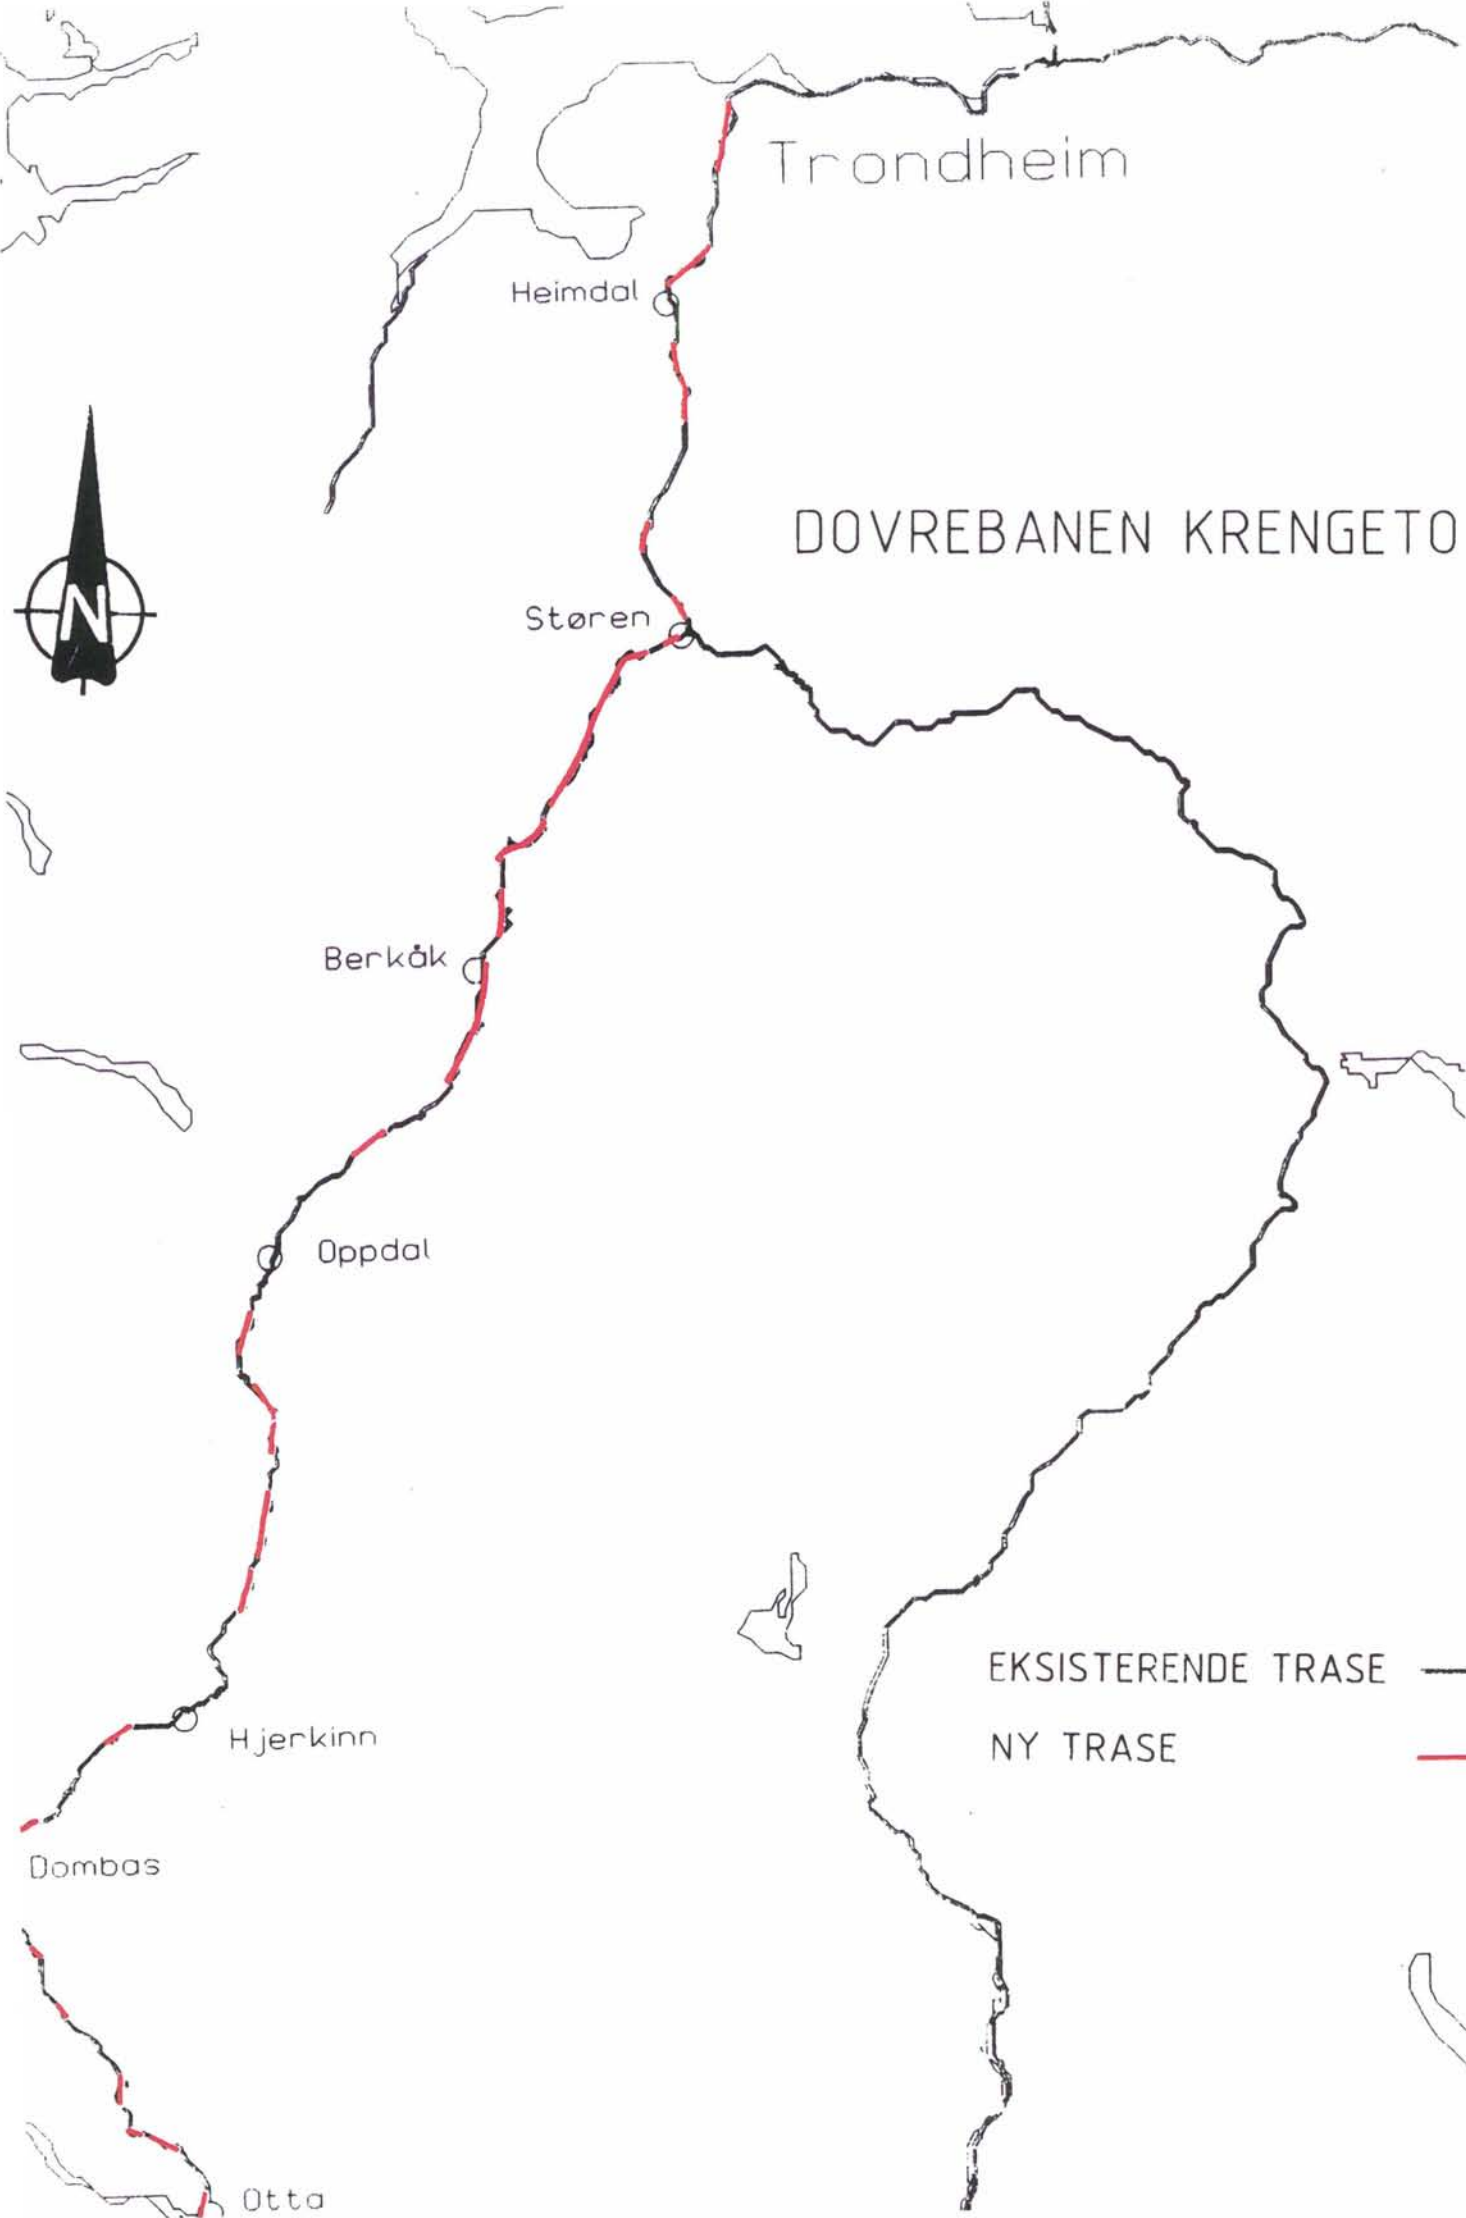 Trondheim
Heimdal
DOVREBANEN KRENGETO
N
Støren
Berkåk
Oppdal
EKSISTERENDE TRASE
Hjerkinn
NY TRASE
Dombas
Otta